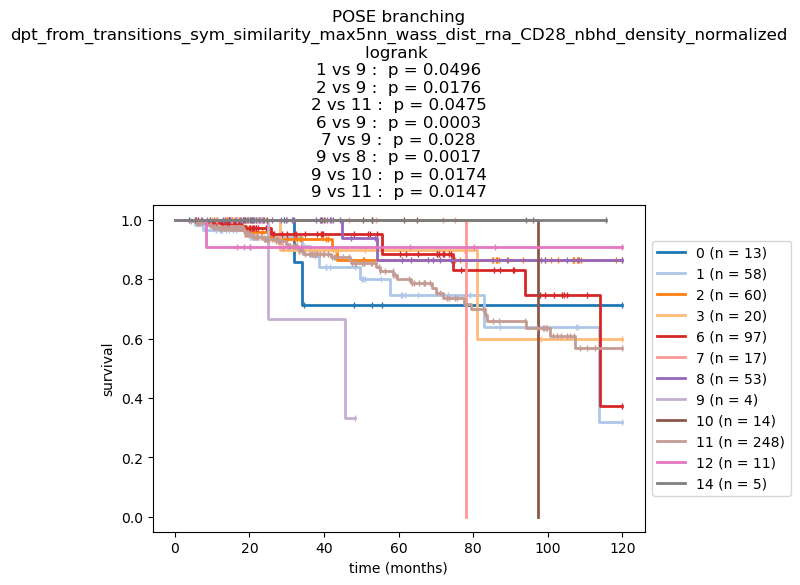 POSE branching
dpt_from_transitions_sym_similarity_max5nn_wass_dist_rna_CD28_nbhd_density_normalized
logrank
1 vs 9 :  p = 0.0496
2 vs 9 :  p = 0.0176
2 vs 11 :  p = 0.0475
6 vs 9 :  p = 0.0003
7 vs 9 :  p = 0.028
9 vs 8 :  p = 0.0017
9 vs 10 :  p = 0.0174
9 vs 11 :  p = 0.0147
1.0
0.8
0.6
0.4
0.2
0.0
survival
0 20 40 60 80 100 120
time (months)
0 (n = 13)
1 (n = 58)
2 (n = 60)
3 (n = 20)
6 (n = 97)
7 (n = 17)
8 (n = 53)
9 (n = 4)
10 (n = 14)
11 (n = 248)
12 (n = 11)
14 (n = 5)